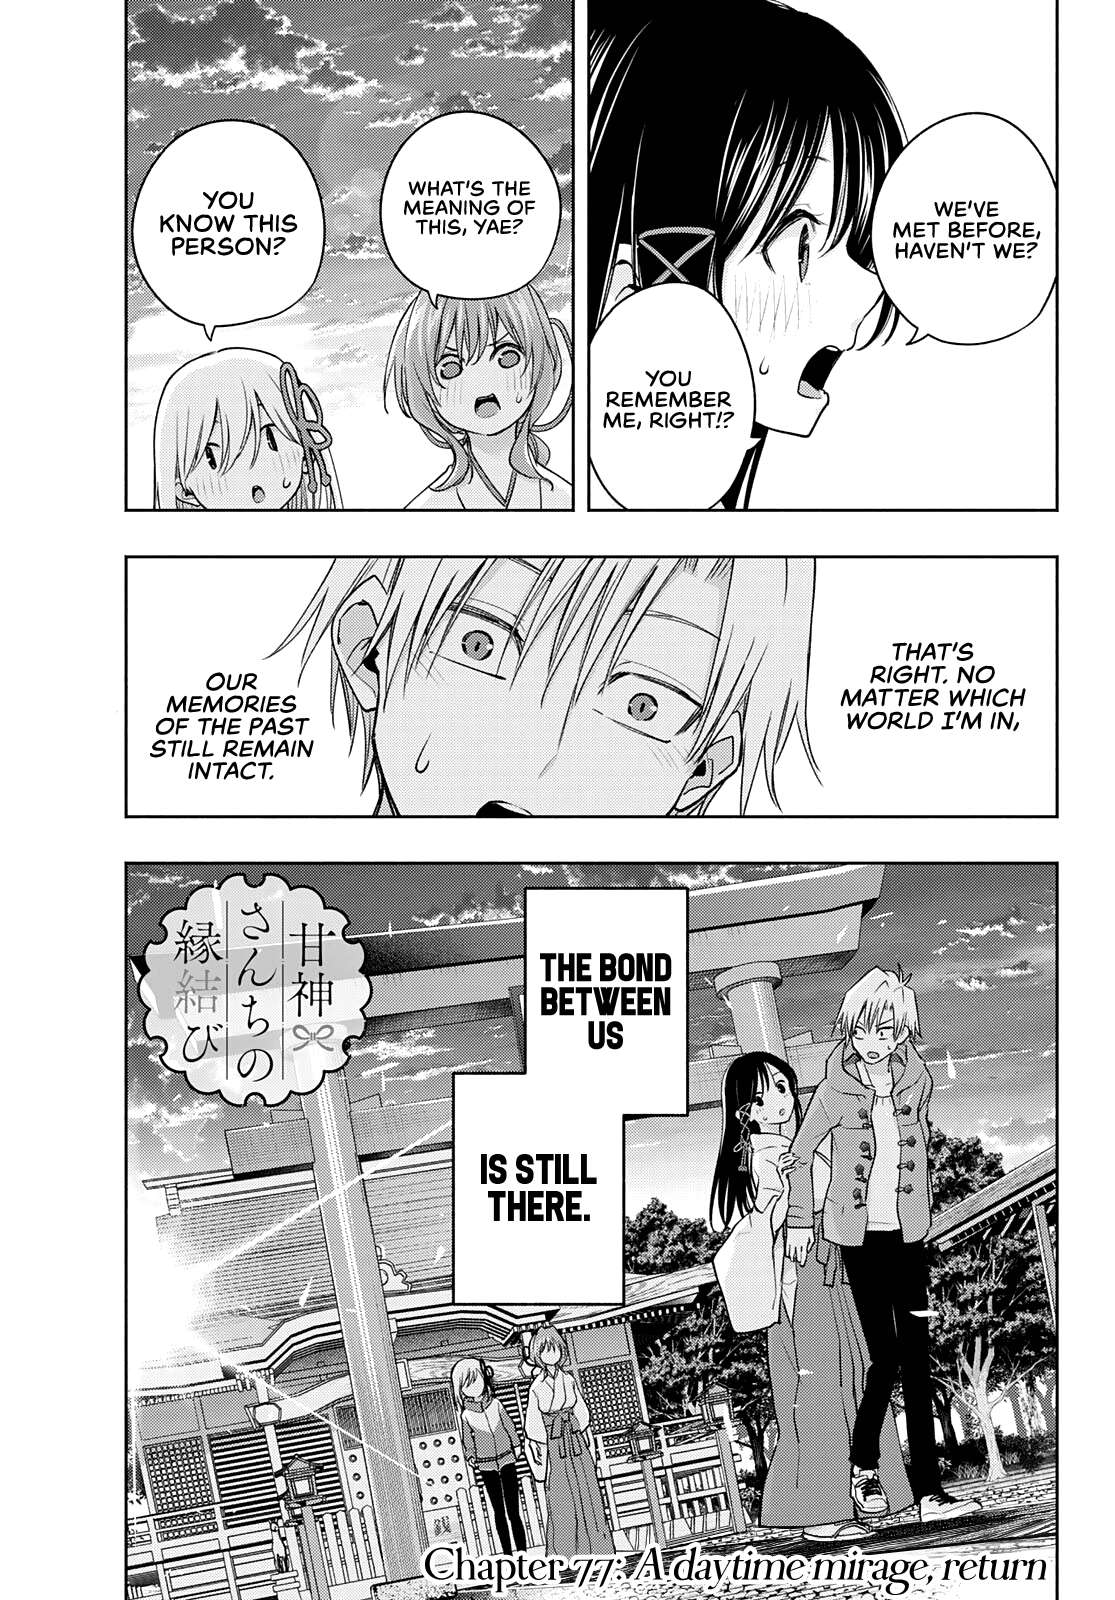 WE'VE
MET BEFORE,
HAVEN'T WE?
YOU
REMEMBER
ME, RIGHT!?
WHAT'S THE
MEANING OF
THIS, YAE?
YOU
KNOW THIS
PERSON?
THAT'S
RIGHT. NO
MATTER WHICH
WORLD I'M IN,
OUR
MEMORIES
OF THE PAST
STILL REMAIN
INTACT.
THE BOND
BETWEEN
US
IS STILL
THERE.
甘神
さんちの
縁結び
銭
Chapter 77: A daytime mirage, return